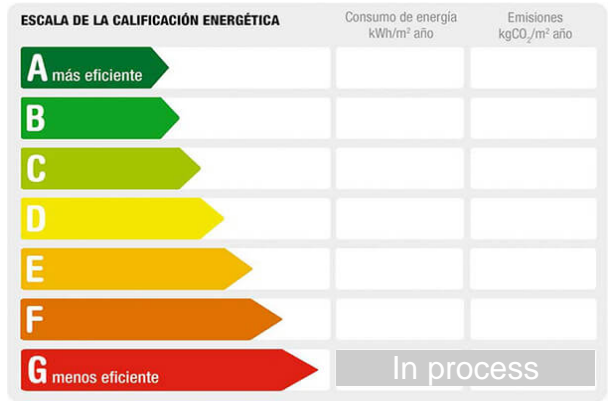 ESCALA DE LA CALIFICACIÓN ENERGÉTICA
Consumo de energía
kWh/m² año
Emisiones
kgCO₂/m² año
A más eficiente
B
C
D
E
F
G menos eficiente
In process